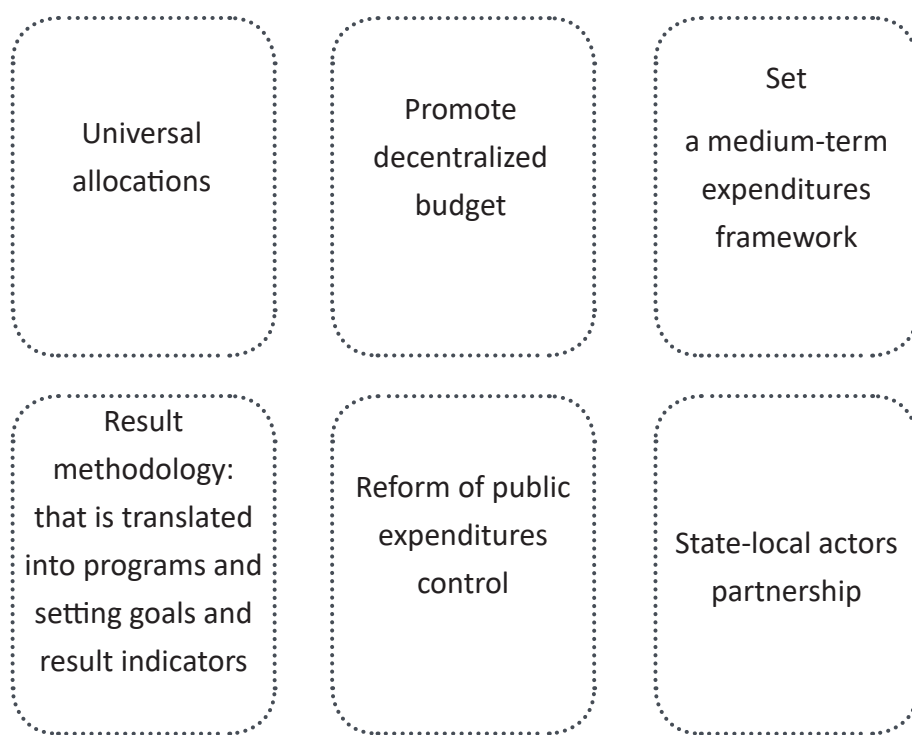 Universal
allocations
Promote
decentralized
budget
Set
a medium-term
expenditures
framework
Result
methodology:
that is translated
into programs and
setting goals and
result indicators
Reform of public
expenditures
control
State-local actors
partnership